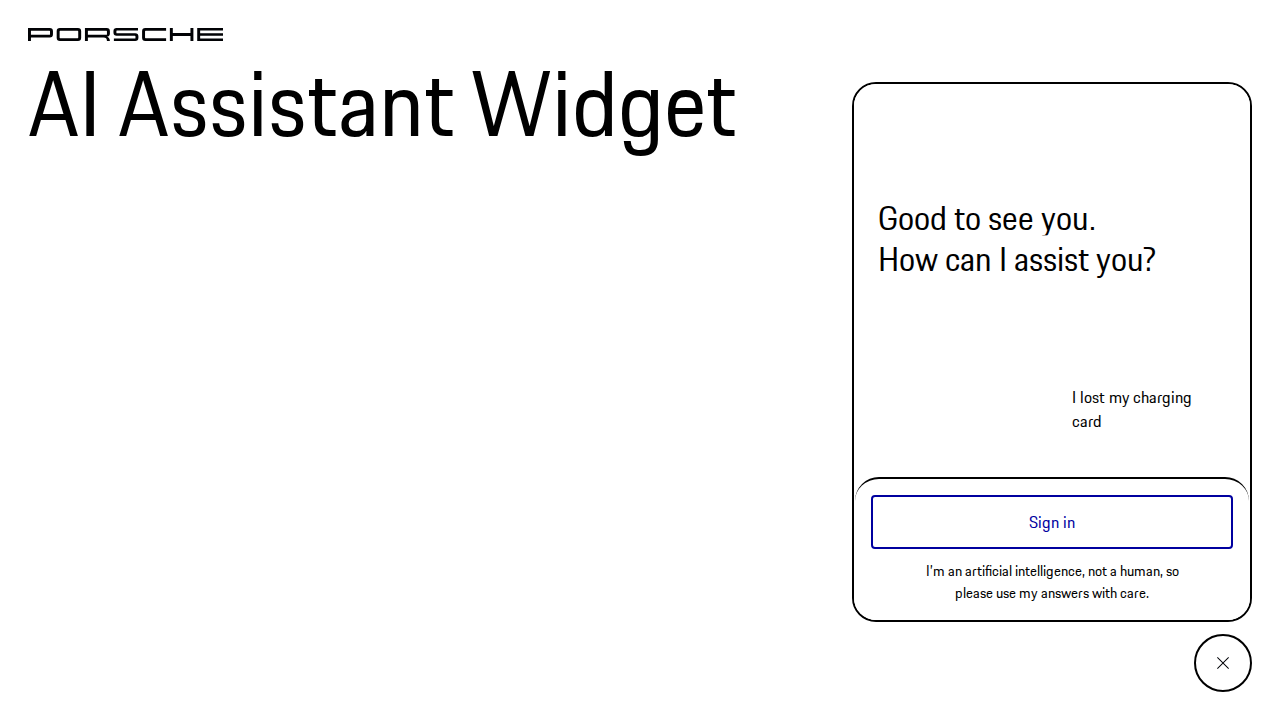 PORSCHE
AI Assistant Widget
Good to see you.
How can I assist you?
I lost my charging
card
Sign in
I'm an artificial intelligence, not a human, so
please use my answers with care.